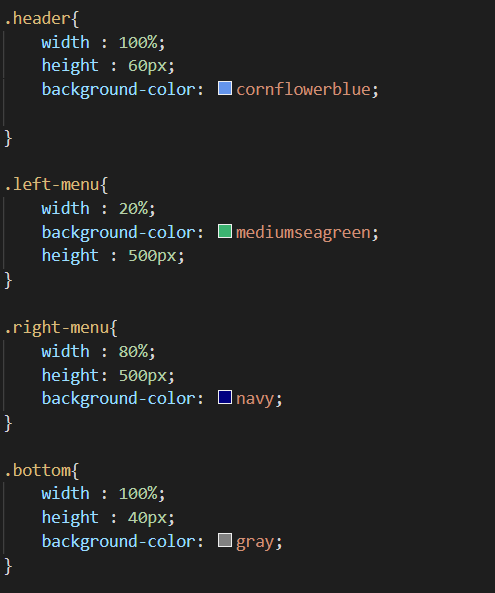 .header{
width : 100%;
height : 60px;
background-color: cornflowerblue;
}
.left-menu{
width : 20%;
background-color: mediumseagreen;
height : 500px;
}
.right-menu{
width : 80%;
height: 500px;
background-color: navy;
}
.bottom{
width : 100%;
height : 40px;
background-color: gray;
}